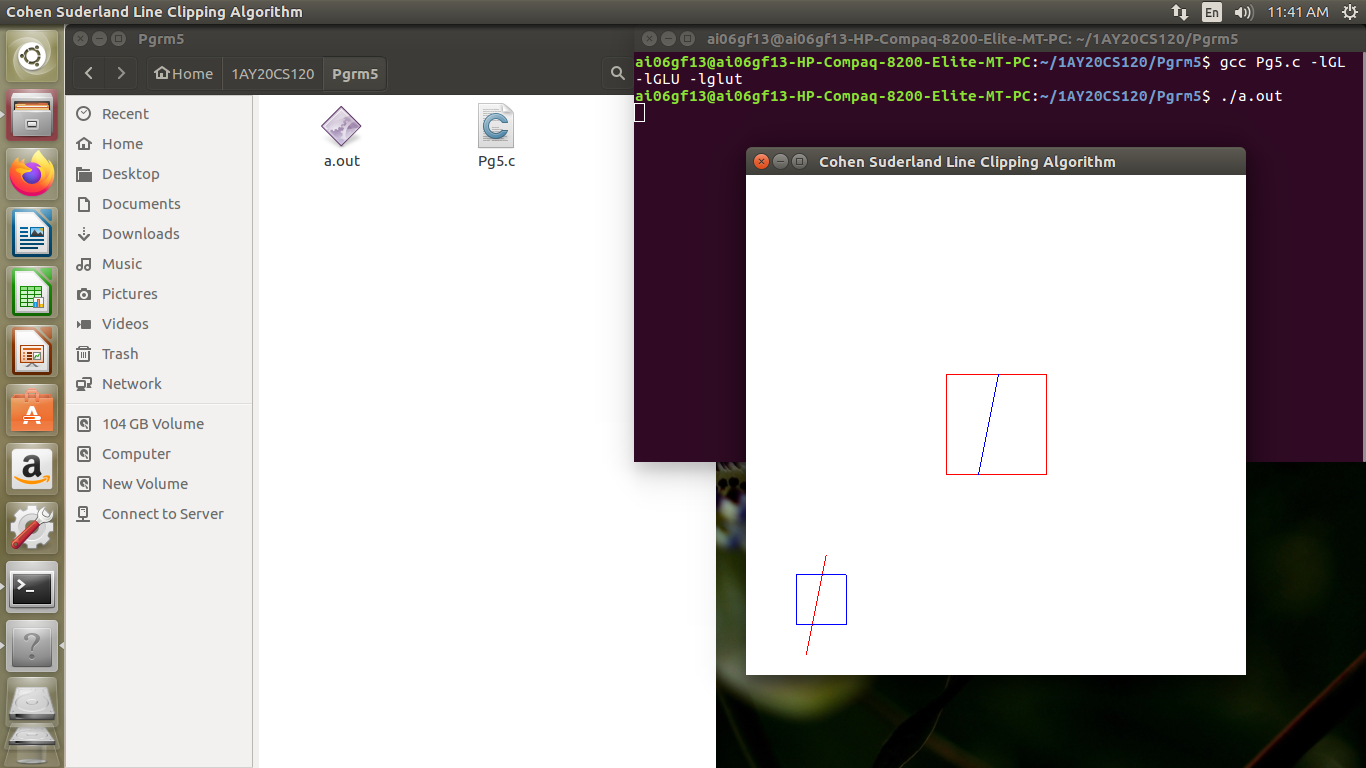 Cohen Suderland Line Clipping Algorithm
En
11:41 AM
Pgrm5
Home
1AY20CS120
Pgrm5
Recent
Home
Desktop
Documents
Downloads
Music
Pictures
Videos
Trash
Network
104 GB Volume
Computer
New Volume
Connect to Server
a.out
Pg5.c
ai06gf13@ai06gf13-HP-Compaq-8200-Elite-MT-PC: ~/1AY20CS120/Pgrm5
ai06gf13@ai06gf13-HP-Compaq-8200-Elite-MT-PC:~/1AY20CS120/Pgrm5$ gcc Pg5.c -lGL
-lGLU -lglut
ai06gf13@ai06gf13-HP-Compaq-8200-Elite-MT-PC:~/1AY20CS120/Pgrm5$ ./a.out
Cohen Suderland Line Clipping Algorithm